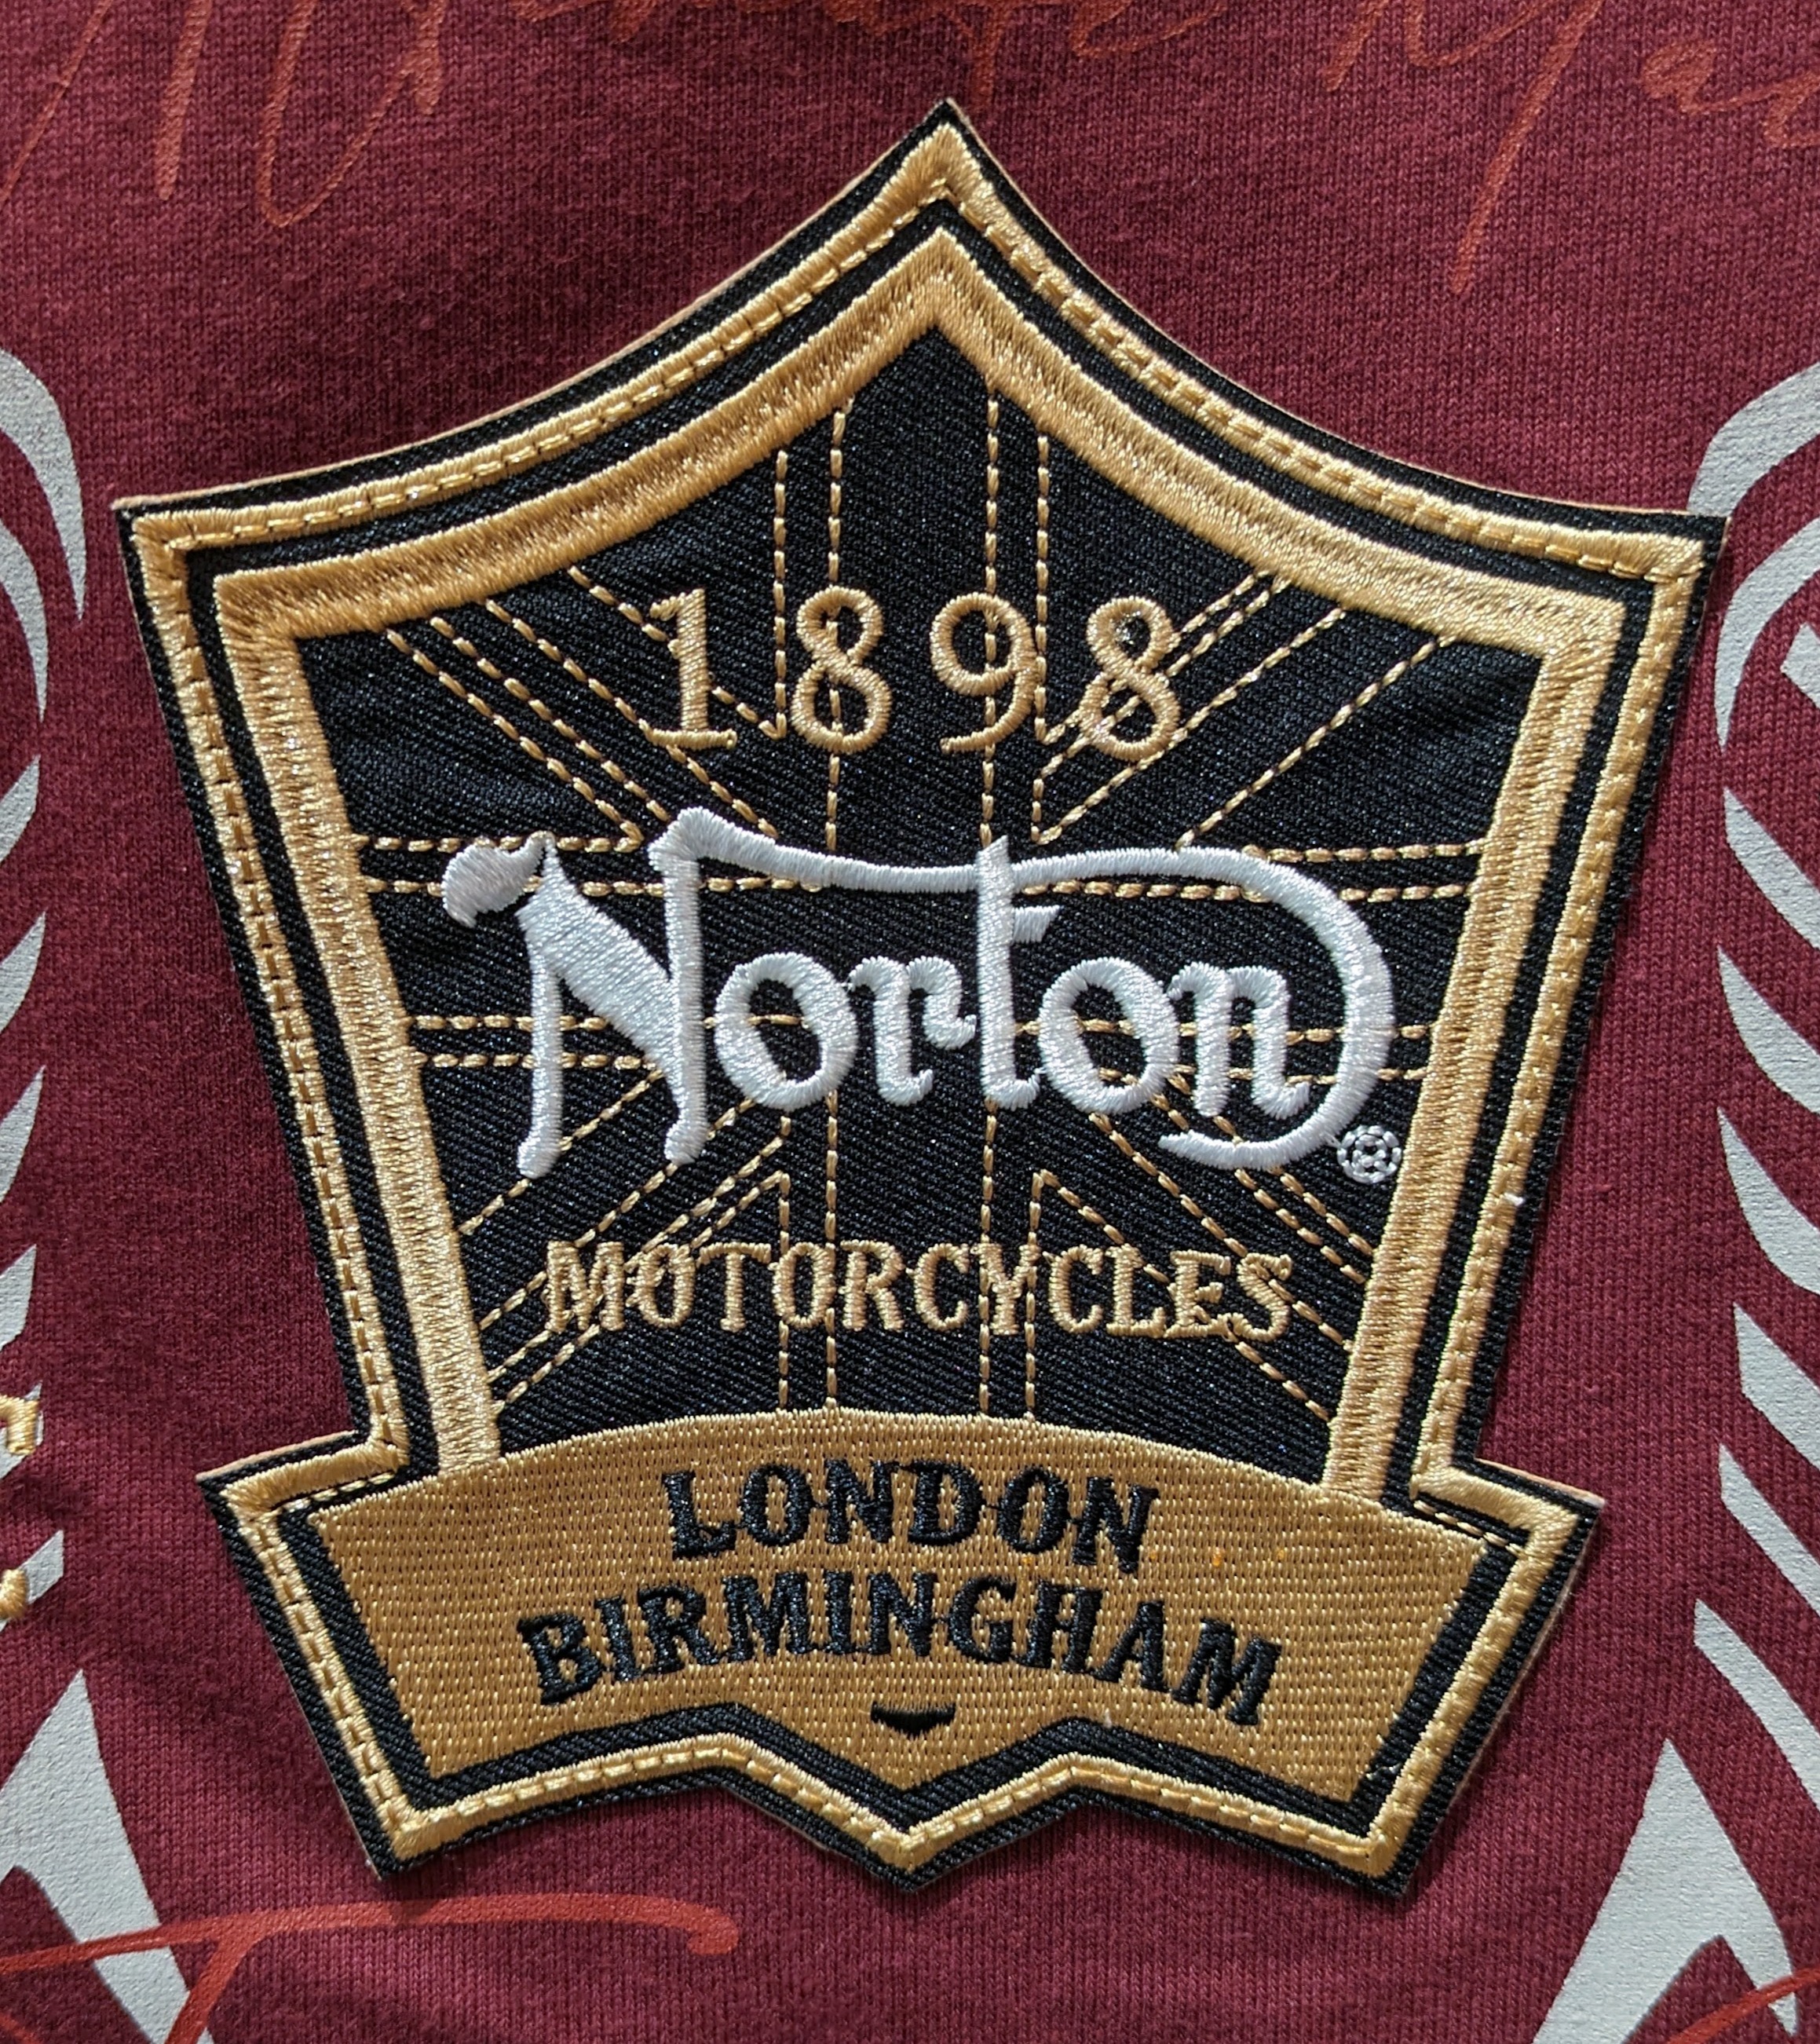 1898
Norton®
MOTORCYCLES
LONDON
BIRMINGHAM